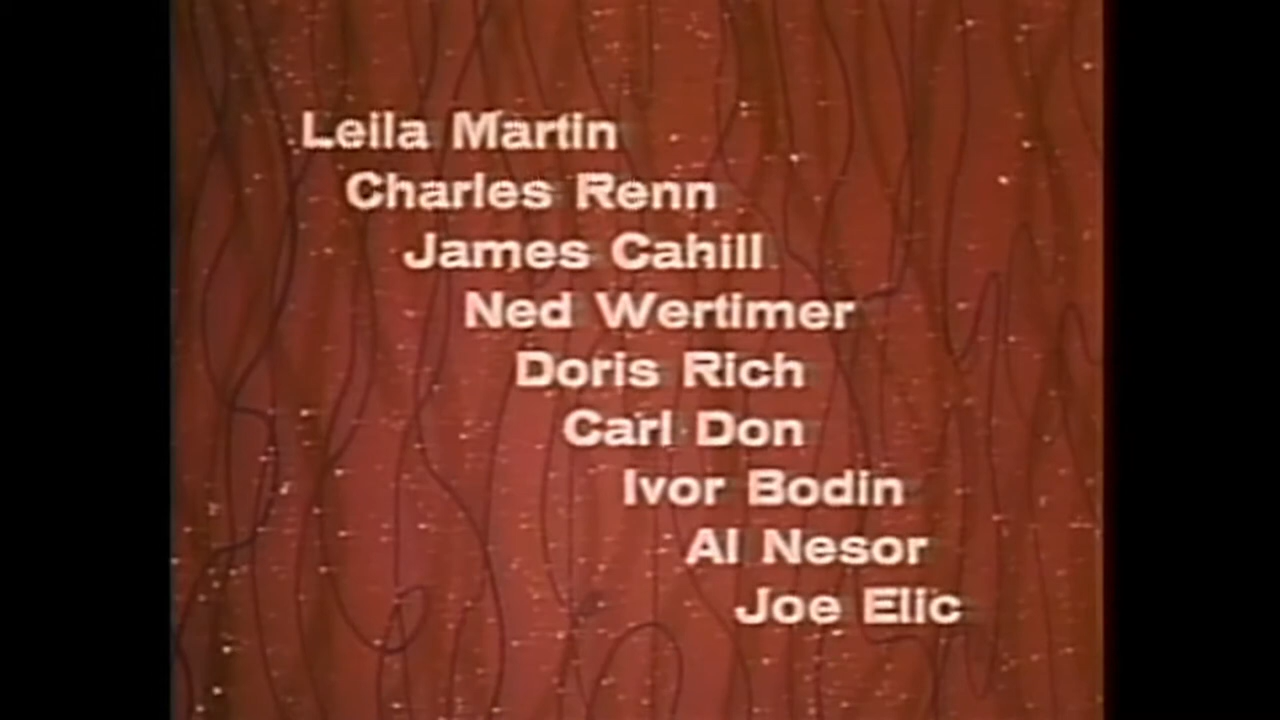 Leila Martin
Charles Renn
James Cahill
Ned Wertimer
Doris Rich
Carl Don
Ivor Bodin
Al Nesor
Joe Elic